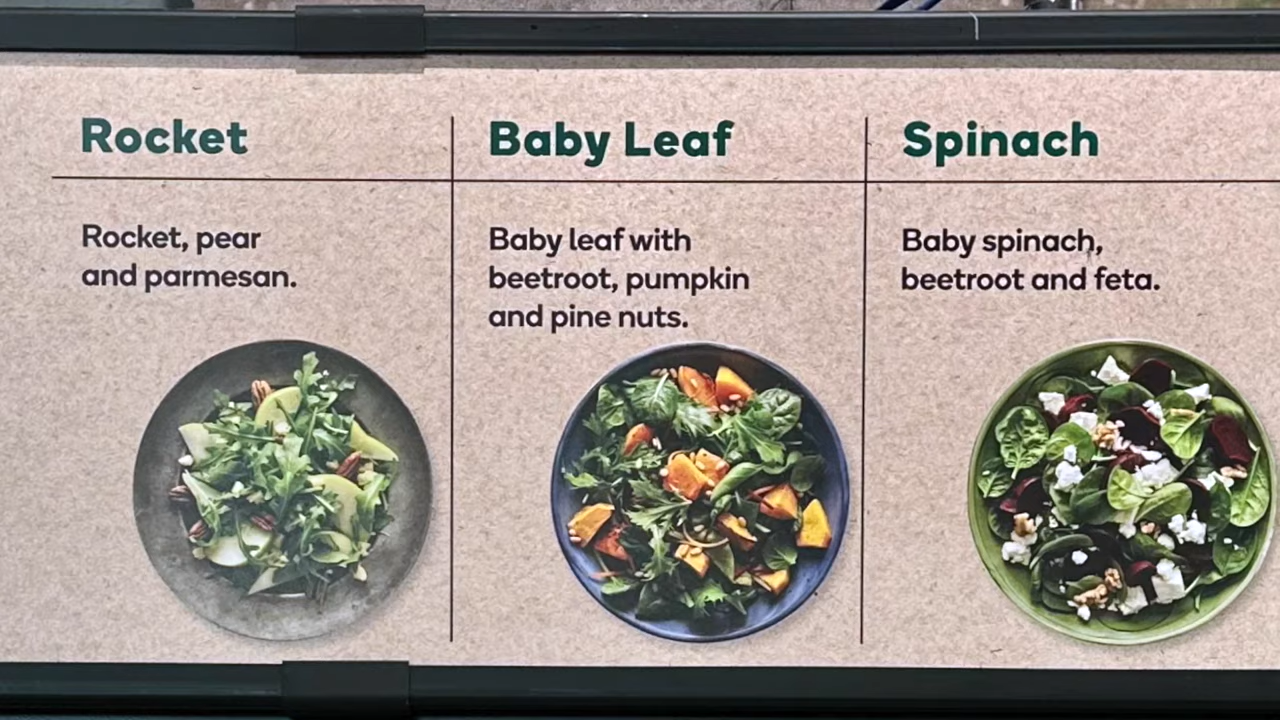 Rocket
Rocket, pear
and parmesan.
Baby Leaf
Baby leaf with
beetroot, pumpkin
and pine nuts.
Spinach
Baby spinach,
beetroot and feta.